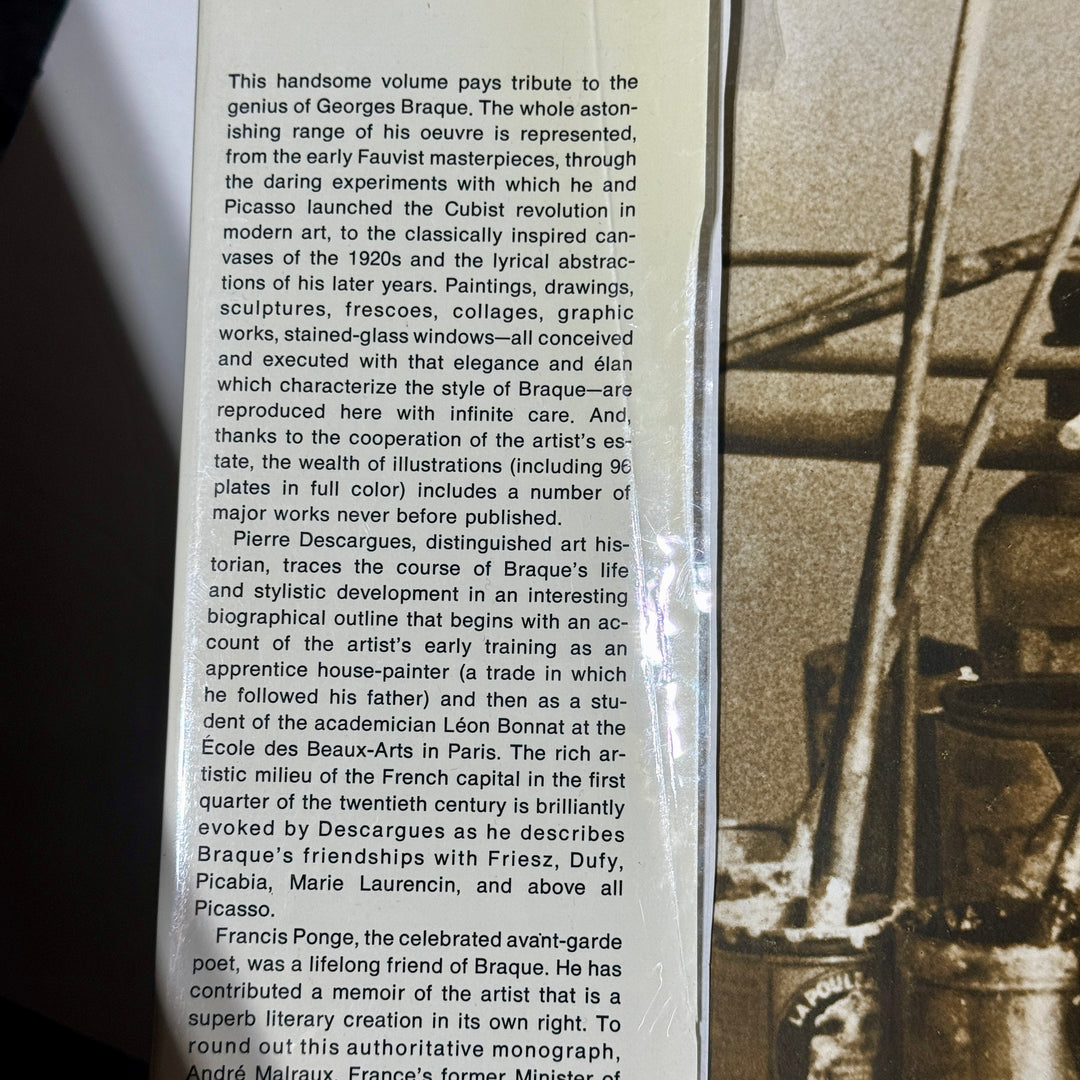 This handsome volume pays tribute to the
genius of Georges Braque. The whole aston-
ishing range of his oeuvre is represented,
from the early Fauvist masterpieces, through
the daring experiments with which he and
Picasso launched the Cubist revolution in
modern art, to the classically inspired can-
vases of the 1920s and the lyrical abstrac-
tions of his later years. Paintings, drawings,
sculptures, frescoes, collages, graphic
works, stained-glass windows—all conceived
and executed with that elegance and élan
which characterize the style of Braque—are
reproduced here with infinite care. And,
thanks to the cooperation of the artist's es-
tate, the wealth of illustrations (including 96
plates in full color) includes a number of
major works never before published.
Pierre Descargues, distinguished art his-
torian, traces the course of Braque's life
and stylistic development in an interesting
biographical outline that begins with an ac-
count of the artist's early training as an
apprentice house-painter (a trade in which
he followed his father) and then as a stu-
dent of the academician Léon Bonnat at the
École des Beaux-Arts in Paris. The rich ar-
tistic milieu of the French capital in the first
quarter of the twentieth century is brilliantly
evoked by Descargues as he describes
Braque's friendships with Friesz, Dufy,
Picabia, Marie Laurencin, and above all
Picasso.
Francis Ponge, the celebrated avant-garde
poet, was a lifelong friend of Braque. He has
contributed a memoir of the artist that is a
superb literary creation in its own right. To
round out this authoritative monograph,
André Malraux, France's former Minister of
LA POULE